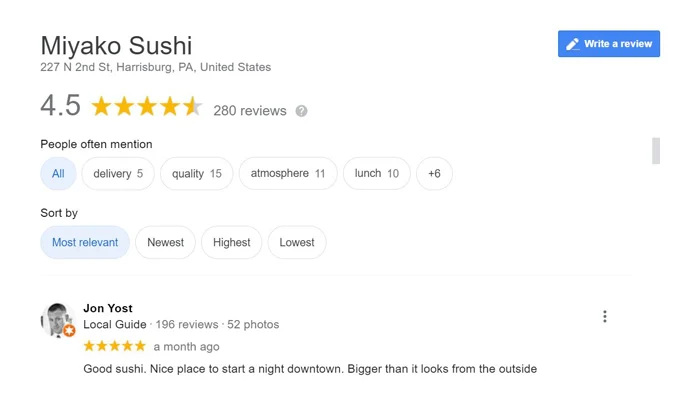 Miyako Sushi
Write a review
227 N 2nd St, Harrisburg, PA, United States
4.5 280 reviews ?
People often mention
All delivery 5 quality 15 atmosphere 11 lunch 10 +6
Sort by
Most relevant Newest Highest Lowest
Jon Yost
Local Guide · 196 reviews · 52 photos
a month ago
Good sushi. Nice place to start a night downtown. Bigger than it looks from the outside